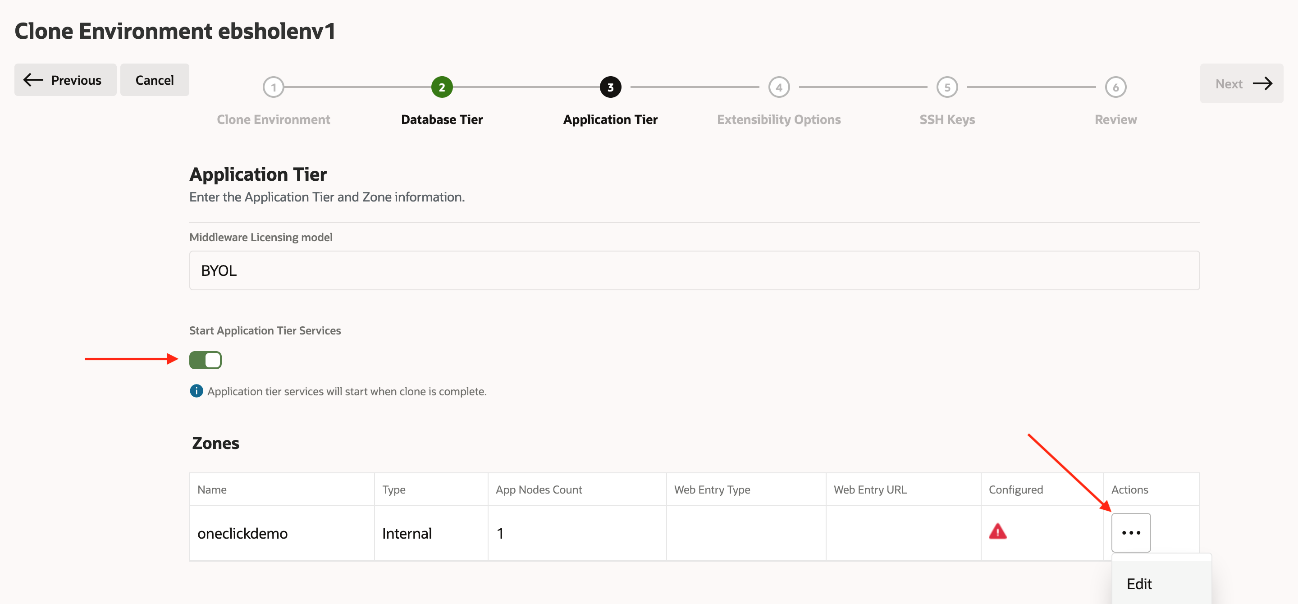 Clone Environment ebsholenv1
Previous
Cancel
1
2
3
4
5
6
Next
Clone Environment
Database Tier
Application Tier
Extensibility Options
SSH Keys
Review
Application Tier
Enter the Application Tier and Zone information.
Middleware Licensing model
BYOL
Start Application Tier Services
Application tier services will start when clone is complete.
Zones
Name Type App Nodes Count Web Entry Type Web Entry URL Configured Actions
oneclickdemo Internal 1
Edit